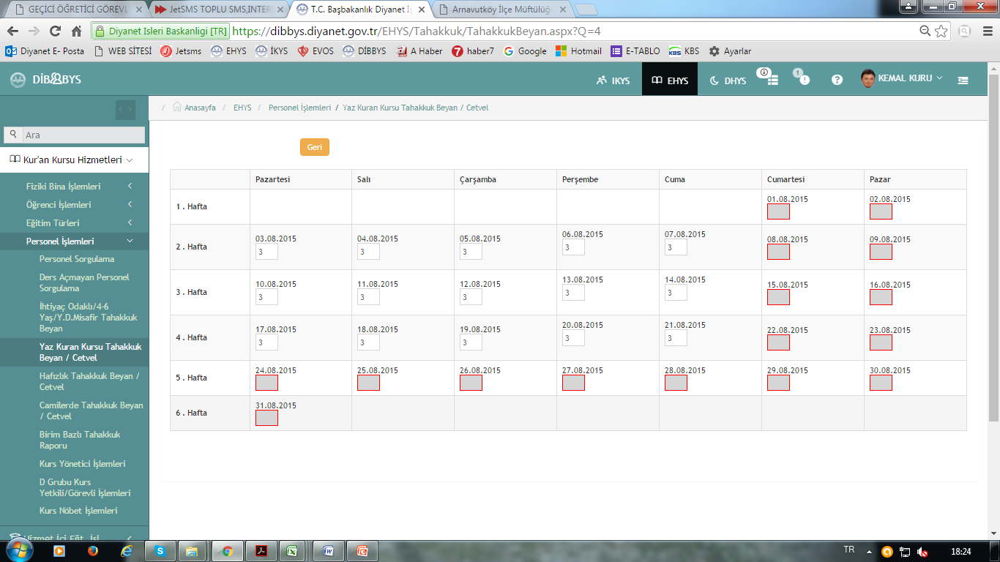 GEÇİCİ ÖĞRETİCİ GÖREVL
JetSMS TOPLU SMS,INTER
T.C. Başbakanlık Diyanet İş
Arnavutköy İlçe Müftülüğü
Diyanet Isleri Baskanligi [TR]
https://dibbys.diyanet.gov.tr/EHYS/Tahakkuk/TahakkukBeyan.aspx?Q=4
Diyanet E- Posta
WEB SİTESİ
Jetsms
EHYS
İKYS
EVOS
DİBBYS
A Haber
haber7
Google
Hotmail
E-TABLO
KBS
KBS
Ayarlar
DİBBYS
IKYS
EHYS
DHYS
1
KEMAL KURU
/ Anasayfa / EHYS / Personel İşlemleri / Yaz Kuran Kursu Tahakkuk Beyan / Cetvel
Ara
Kur'an Kursu Hizmetleri
Fiziki Bina İşlemleri
Öğrenci İşlemleri
Eğitim Türleri
Personel İşlemleri
Personel Sorgulama
Ders Açmayan Personel
Sorgulama
İhtiyaç Odaklı/4-6
Yaş/Y.D.Misafir Tahakkuk
Beyan
Yaz Kuran Kursu Tahakkuk
Beyan / Cetvel
Hafızlık Tahakkuk Beyan /
Cetvel
Camilerde Tahakkuk Beyan
/ Cetvel
Birim Bazlı Tahakkuk
Raporu
Kurs Yönetici İşlemleri
D Grubu Kurs
Yetkili/Görevli İşlemleri
Kurs Nöbet İşlemleri
Hizmet İçi Eğt. İşl.
Geri
Pazartesi Salı Çarşamba Perşembe Cuma Cumartesi Pazar
1 . Hafta
01.08.2015 02.08.2015
2 . Hafta
03.08.2015 04.08.2015 05.08.2015 06.08.2015 07.08.2015 08.08.2015 09.08.2015
3 3 3 3 3
3 . Hafta
10.08.2015 11.08.2015 12.08.2015 13.08.2015 14.08.2015 15.08.2015 16.08.2015
3 3 3 3 3
4 . Hafta
17.08.2015 18.08.2015 19.08.2015 20.08.2015 21.08.2015 22.08.2015 23.08.2015
3 3 3 3 3
5 . Hafta
24.08.2015 25.08.2015 26.08.2015 27.08.2015 28.08.2015 29.08.2015 30.08.2015
6 . Hafta
31.08.2015
TR
18:24